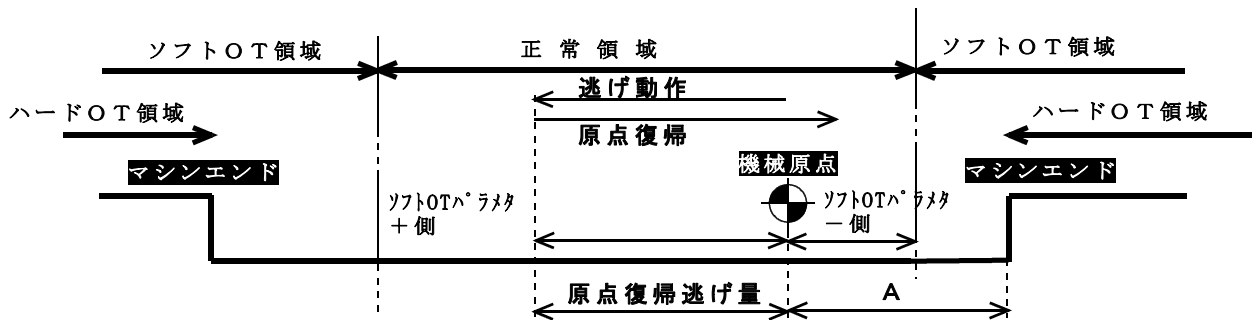 ソフトＯＴ領域
正常領域
ソフトＯＴ領域
逃げ動作
ハードＯＴ領域
ハードＯＴ領域
原点復帰
マシンエンド
機械原点
マシンエンド
ｿﾌﾄOTﾊﾟﾗﾒﾀ
＋側
ｿﾌﾄOTﾊﾟﾗﾒﾀ
－側
原点復帰逃げ量
Ａ